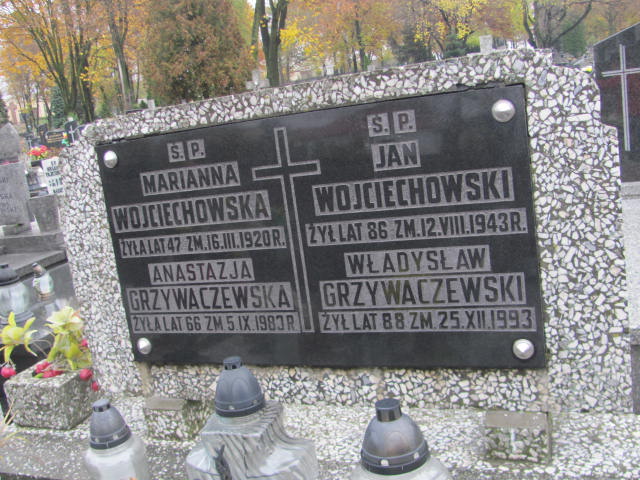 Ś. P.
MARIANNA
WOJCIECHOWSKA
ŻYŁA LAT 47 ZM. 16.III.1920 R.
ANASTAZJA
GRZYWACZEWSKA
ŻYŁA LAT 66 ZM 5.IX.1983 R
Ś. P.
JAN
WOJCIECHOWSKI
ŻYŁ LAT 86 ZM. 12.VIII.1943 R.
WŁADYSŁAW
GRZYWACZEWSKI
ŻYŁ LAT 88 ZM. 25.XII.1993